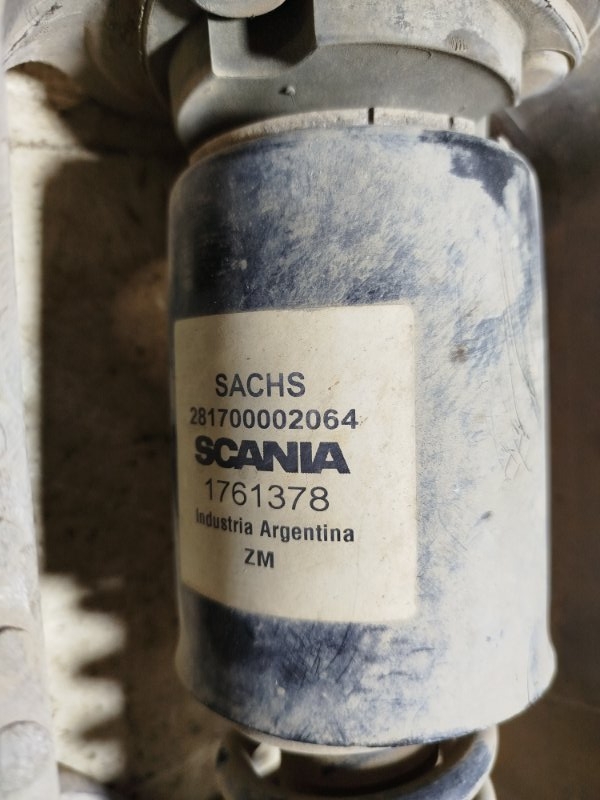 SACHS
281700002064
SCANIA
1761378
Industria Argentina
ZM